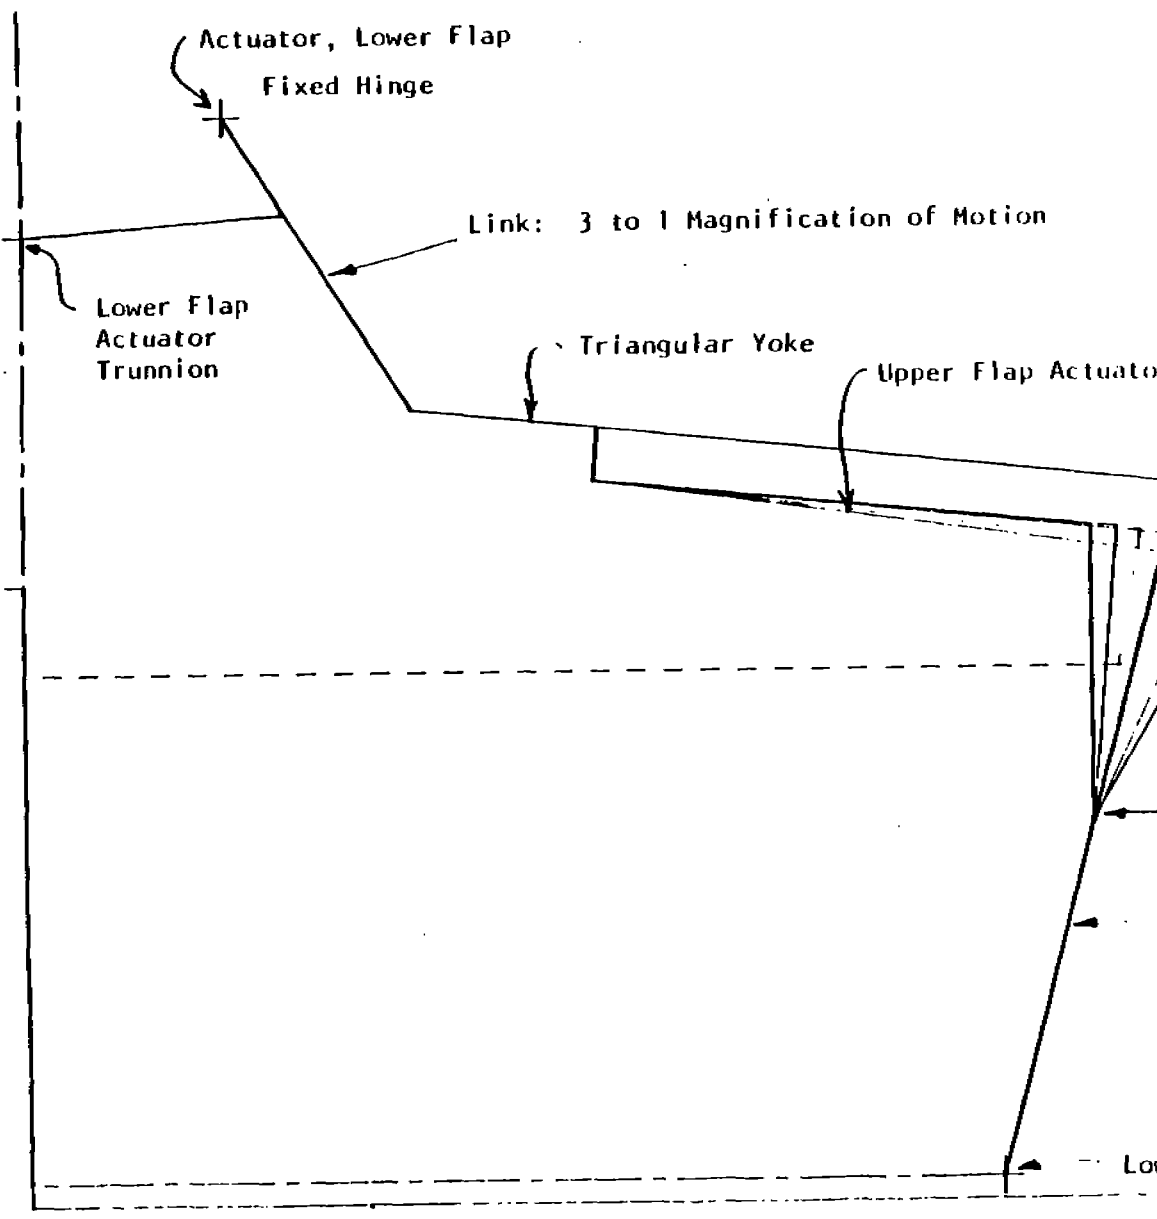 Actuator, Lower Flap
Fixed Hinge
Link: 3 to 1 Magnification of Motion
Lower Flap
Actuator
Trunnion
Triangular Yoke
Upper Flap Actuato
Lo